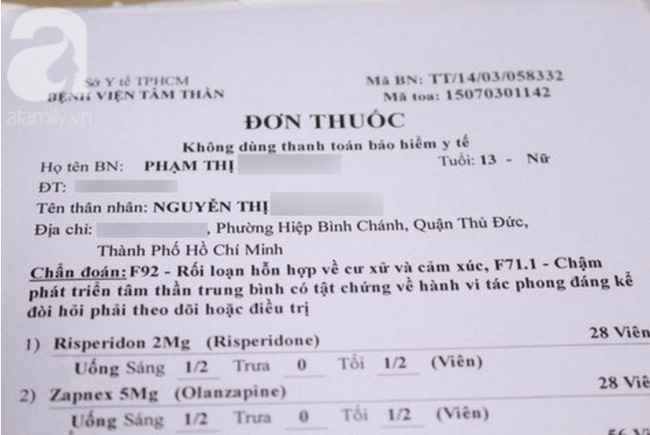 a
afamily.vn
Sở Y tế TPHCM
BỆNH VIỆN TÂM THẦN
Mã BN: TT/14/03/058332
Mã toa: 15070301142
ĐƠN THUỐC
Không dùng thanh toán bảo hiểm y tế
Họ tên BN: PHẠM THỊ Tuổi: 13 - Nữ
ĐT:
Tên thân nhân: NGUYỄN THỊ
Địa chỉ: , Phường Hiệp Bình Chánh, Quận Thủ Đức,
Thành Phố Hồ Chí Minh
Chẩn đoán: F92 - Rối loạn hỗn hợp về cư xử và cảm xúc, F71.1 - Chậm
phát triển tâm thần trung bình có tật chứng về hành vi tác phong đáng kể
đòi hỏi phải theo dõi hoặc điều trị
1) Risperidon 2Mg (Risperidone) 28 Viên
Uống Sáng 1/2 Trưa 0 Tối 1/2 (Viên)
2) Zapnex 5Mg (Olanzapine) 28 Viê
Uống Sáng 1/2 Trưa 0 Tối 1/2 (Viên)